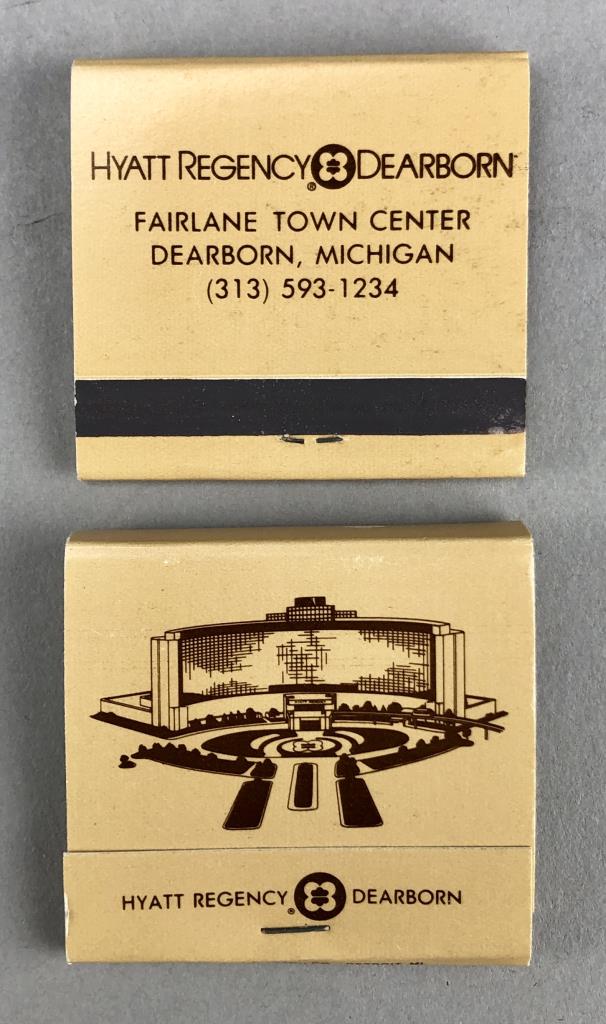 HYATT REGENCY® DEARBORN
FAIRLANE TOWN CENTER
DEARBORN, MICHIGAN
(313) 593-1234
HYATT REGENCY® DEARBORN